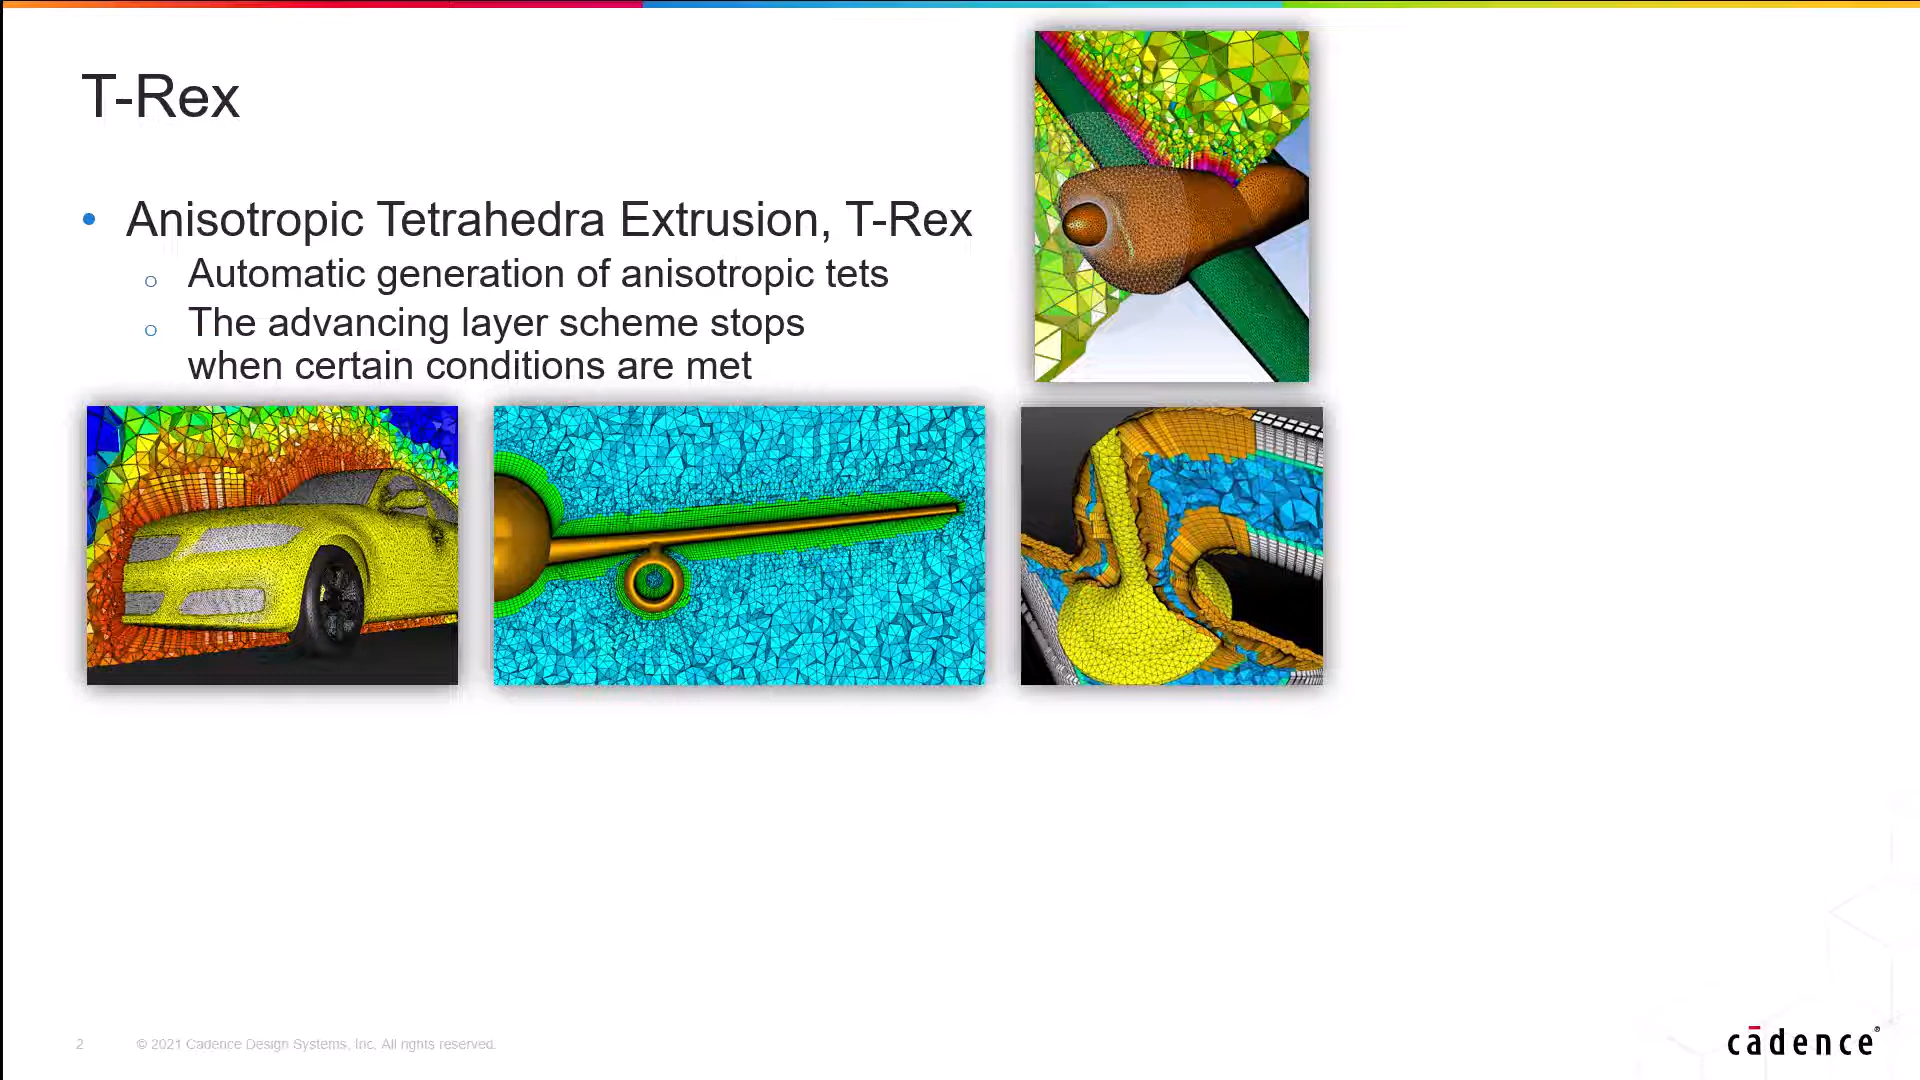 T-Rex
• Anisotropic Tetrahedra Extrusion, T-Rex
o Automatic generation of anisotropic tets
o The advancing layer scheme stops
when certain conditions are met
2 © 2021 Cadence Design Systems, Inc. All rights reserved.
cādence®